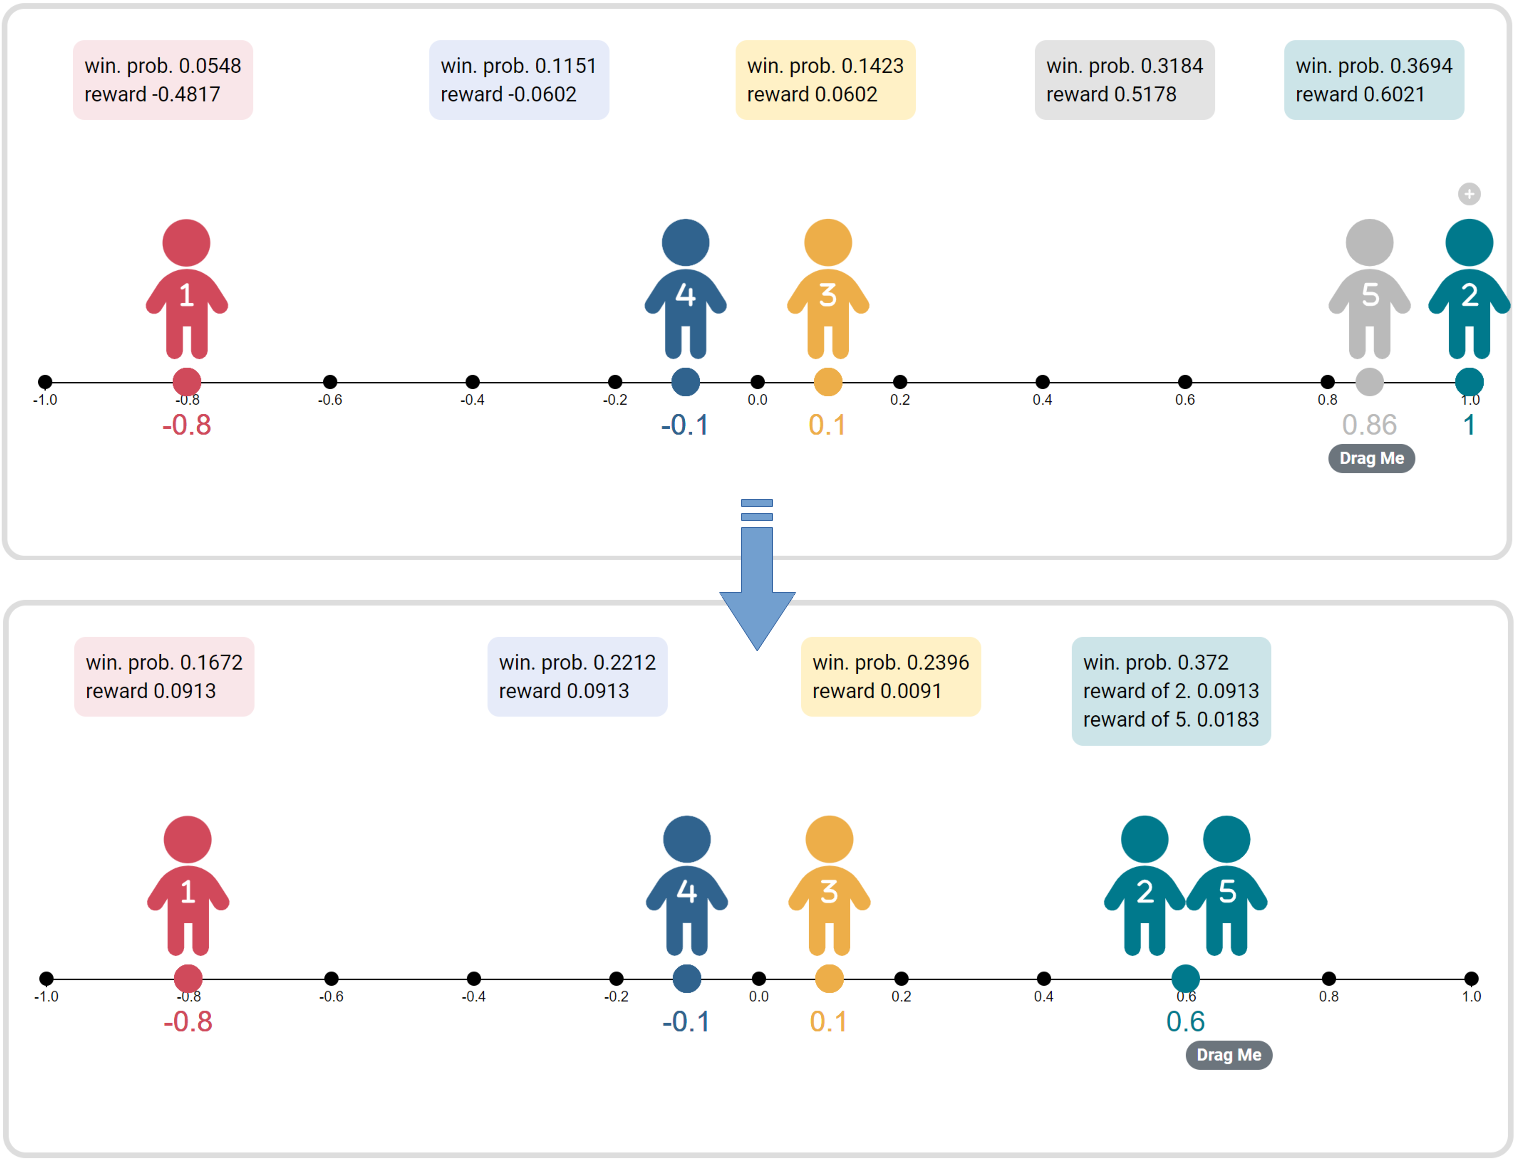 win. prob. 0.0548
reward -0.4817
win. prob. 0.1151
reward -0.0602
win. prob. 0.1423
reward 0.0602
win. prob. 0.3184
reward 0.5178
win. prob. 0.3694
reward 0.6021
+
1
4
3
5
2
-1.0
-0.8
-0.6
-0.4
-0.2
0.0
0.2
0.4
0.6
0.8
1.0
-0.8
-0.1
0.1
0.86
1
Drag Me
win. prob. 0.1672
reward 0.0913
win. prob. 0.2212
reward 0.0913
win. prob. 0.2396
reward 0.0091
win. prob. 0.372
reward of 2. 0.0913
reward of 5. 0.0183
1
4
3
2
5
-1.0
-0.8
-0.6
-0.4
-0.2
0.0
0.2
0.4
0.6
0.8
1.0
-0.8
-0.1
0.1
0.6
Drag Me